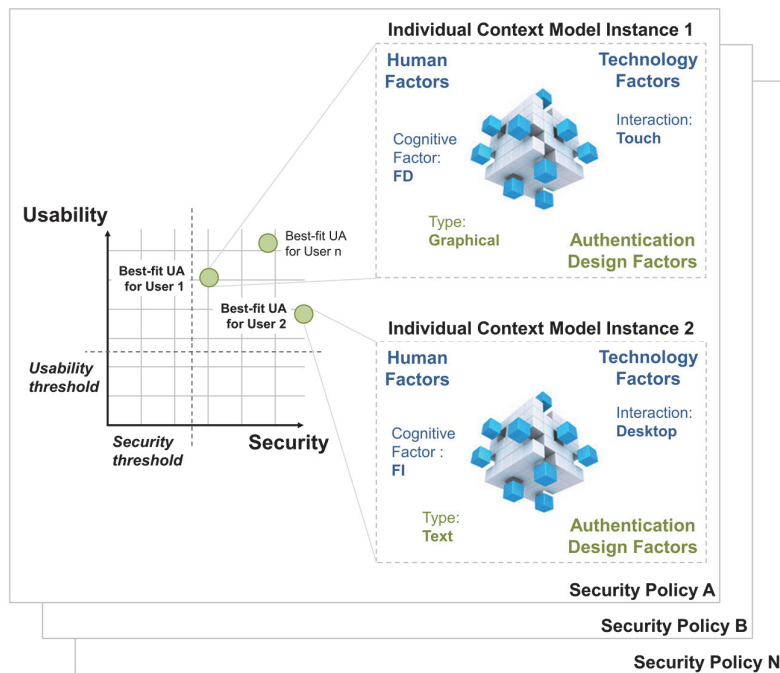 Individual Context Model Instance 1
Human
Factors
Technology
Factors
Cognitive
Factor:
FD
Interaction:
Touch
Type:
Graphical
Authentication
Design Factors
Usability
Best-fit UA
for User n
Best-fit UA
for User 1
Best-fit UA
for User 2
Usability
threshold
Security
threshold
Security
Individual Context Model Instance 2
Human
Factors
Technology
Factors
Cognitive
Factor :
FI
Interaction:
Desktop
Type:
Text
Authentication
Design Factors
Security Policy A
Security Policy B
Security Policy N